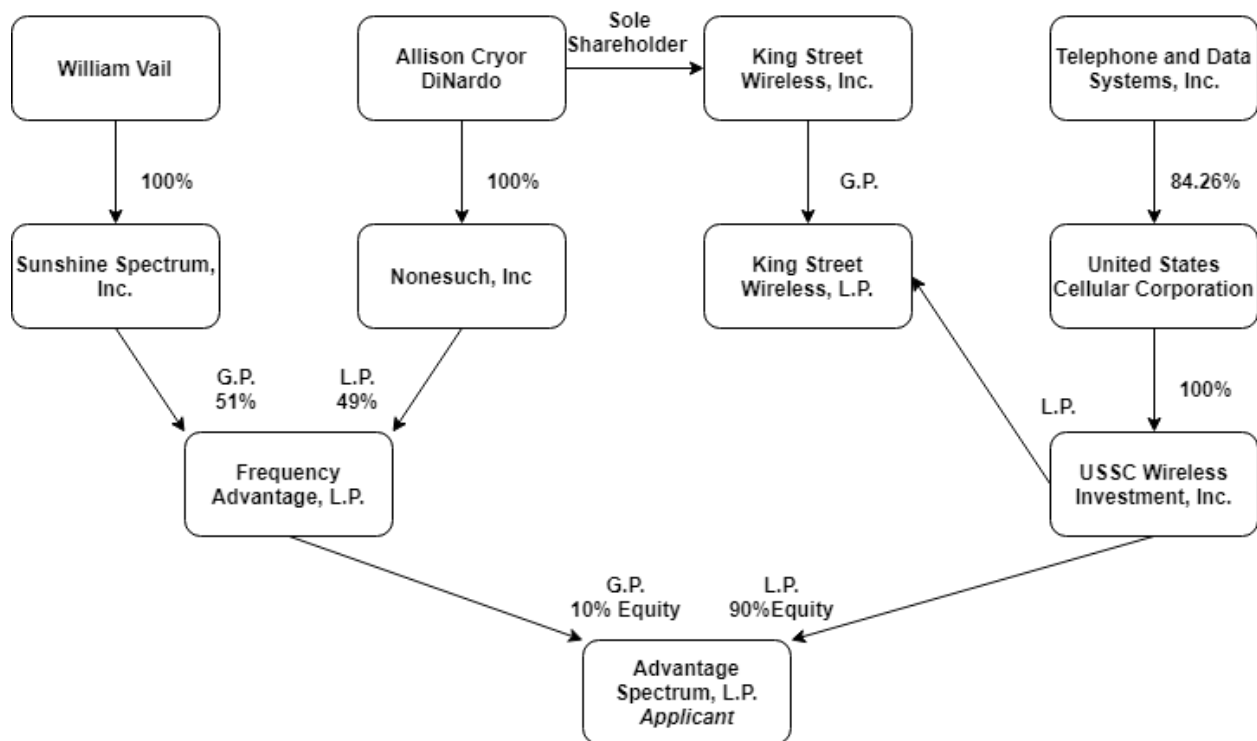 Sole
Shareholder
William Vail
Allison Cryor
DiNardo
King Street
Wireless, Inc.
Telephone and Data
Systems, Inc.
100%
100%
G.P.
84.26%
Sunshine Spectrum,
Inc.
Nonesuch, Inc
King Street
Wireless, L.P.
United States
Cellular Corporation
G.P.
51%
L.P.
49%
L.P.
100%
Frequency
Advantage, L.P.
USSC Wireless
Investment, Inc.
G.P.
10% Equity
L.P.
90%Equity
Advantage
Spectrum, L.P.
Applicant